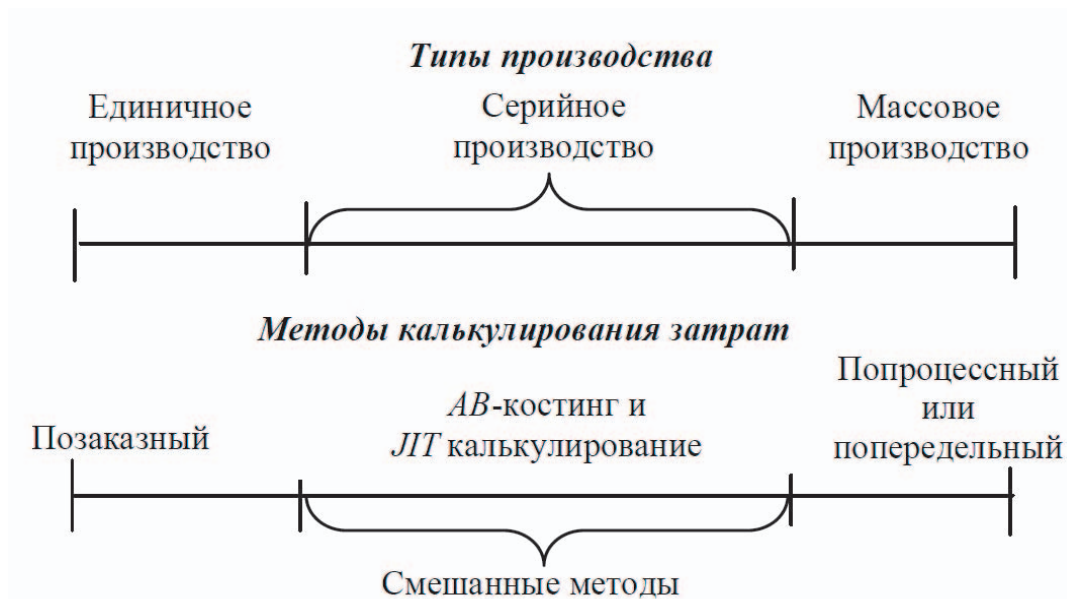 Типы производства
Единичное
производство
Серийное
производство
Массовое
производство
Методы калькулирования затрат
Позаказный
AB-костинг и
JIT калькулирование
Попроцессный
или
попередельный
Смешанные методы